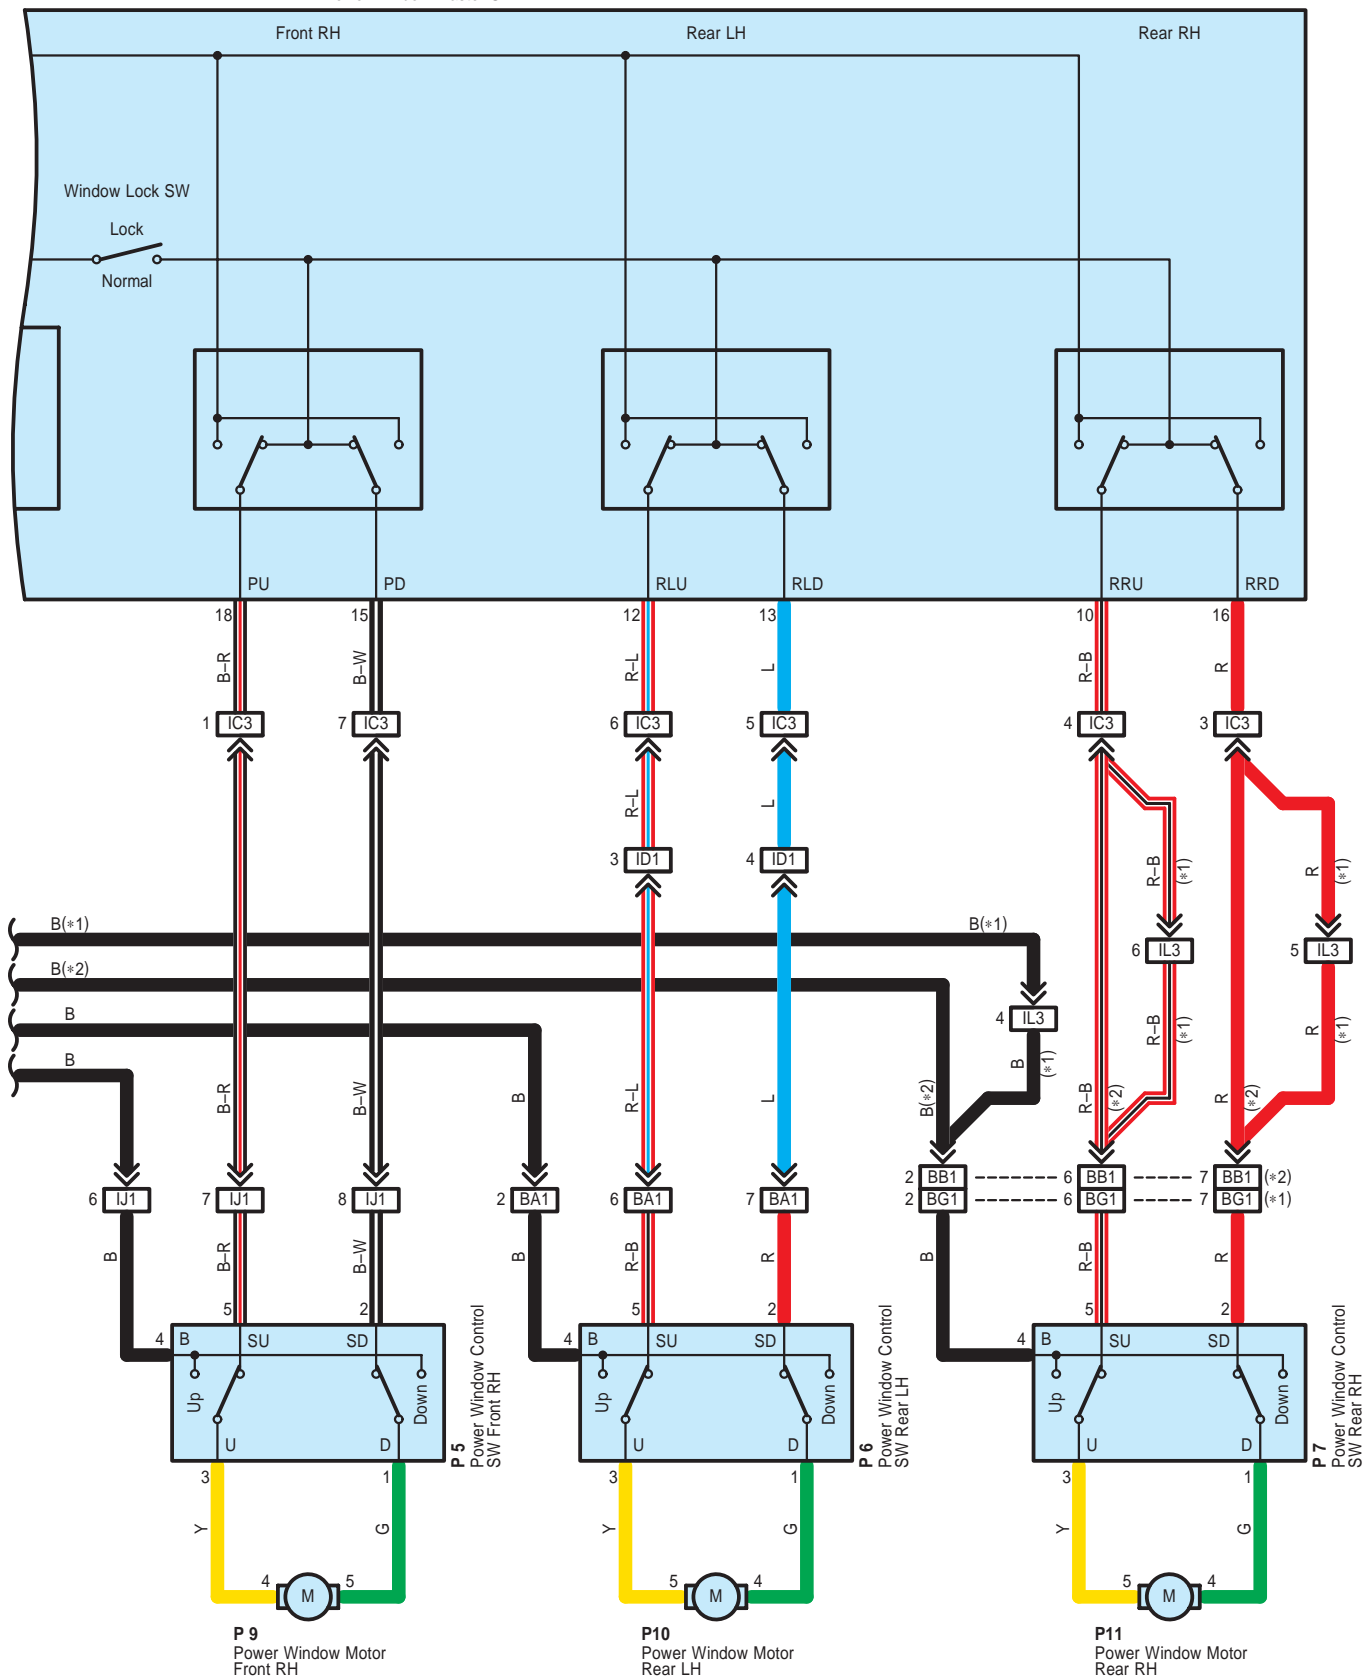 Front RH
Rear LH
Rear RH
Window Lock SW
Lock
Normal
PU
PD
RLU
RLD
RRU
RRD
18
15
12
13
10
16
B–R
B–W
R–L
L
R–B
R
1 IC3
7 IC3
6 IC3
5 IC3
4 IC3
3 IC3
R–L
L
3 ID1
4 ID1
R–B
(∗1)
R
(∗1)
B(∗1)
B(∗1)
6 IL3
5 IL3
B(∗2)
B
4 IL3
B
B
(∗1)
R–B
(∗1)
R
(∗1)
B–R
B–W
B
R–L
L
B(∗2)
R–B
(∗2)
R
(∗2)
2 BB1
6 BB1
7 BB1 (∗2)
6 IJ1
7 IJ1
8 IJ1
2 BA1
6 BA1
7 BA1
2 BG1
6 BG1
7 BG1 (∗1)
B
B–R
B–W
B
R–B
R
B
R–B
R
5
2
5
2
5
2
4
B
SU
SD
4
B
SU
SD
4
B
SU
SD
Up
Down
Up
Down
Up
Down
U
D
U
D
U
D
P 5
Power Window Control
SW Front RH
P 6
Power Window Control
SW Rear LH
P 7
Power Window Control
SW Rear RH
3
1
3
1
3
1
Y
G
Y
G
Y
G
4
M
5
5
M
4
5
M
4
P 9
Power Window Motor
Front RH
P10
Power Window Motor
Rear LH
P11
Power Window Motor
Rear RH